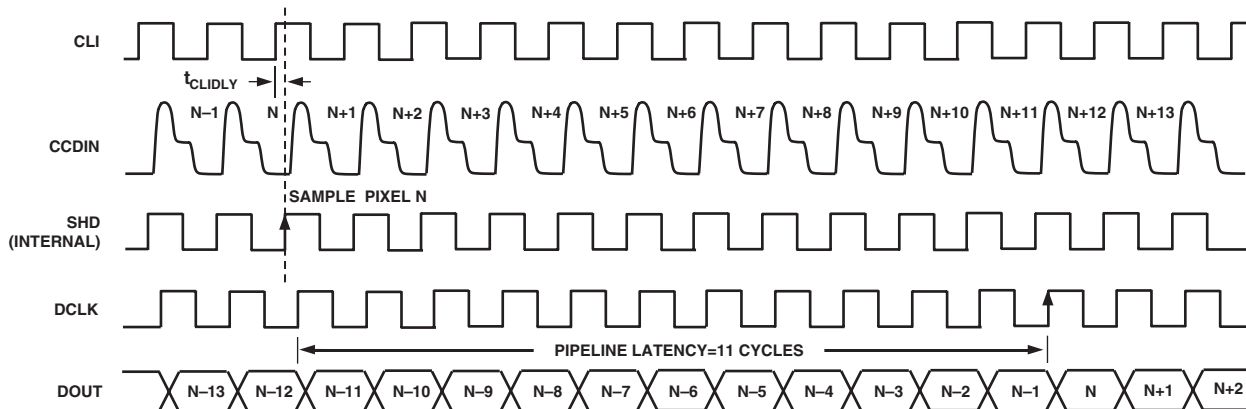 CLI
tCLIDLY
N–1 N N+1 N+2 N+3 N+4 N+5 N+6 N+7 N+8 N+9 N+10 N+11 N+12 N+13
CCDIN
SAMPLE PIXEL N
SHD
(INTERNAL)
DCLK
PIPELINE LATENCY=11 CYCLES
DOUT N–13 N–12 N–11 N–10 N–9 N–8 N–7 N–6 N–5 N–4 N–3 N–2 N–1 N N+1 N+2